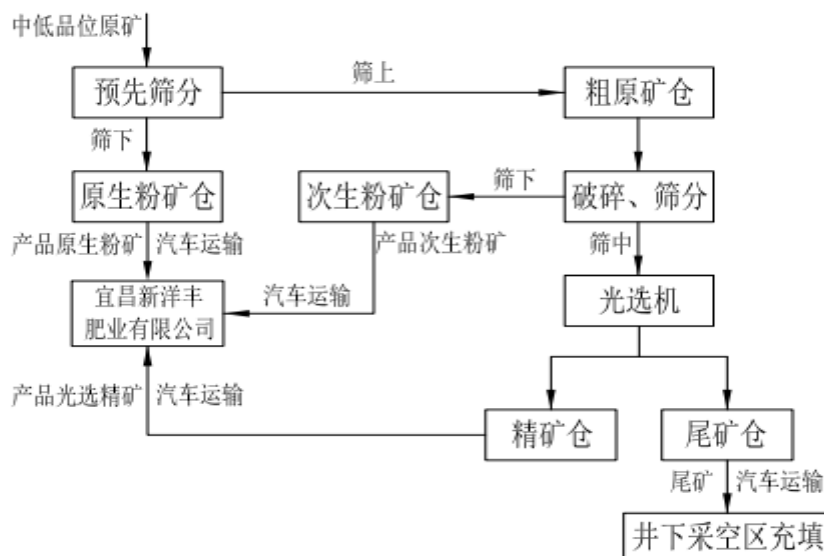 中低品位原矿
预先筛分
筛上
粗原矿仓
筛下
原生粉矿仓
次生粉矿仓
筛下
破碎、筛分
产品原生粉矿
汽车运输
产品次生粉矿
筛中
宜昌新洋丰
肥业有限公司
汽车运输
光选机
产品光选精矿
汽车运输
精矿仓
尾矿仓
尾矿
汽车运输
井下采空区充填